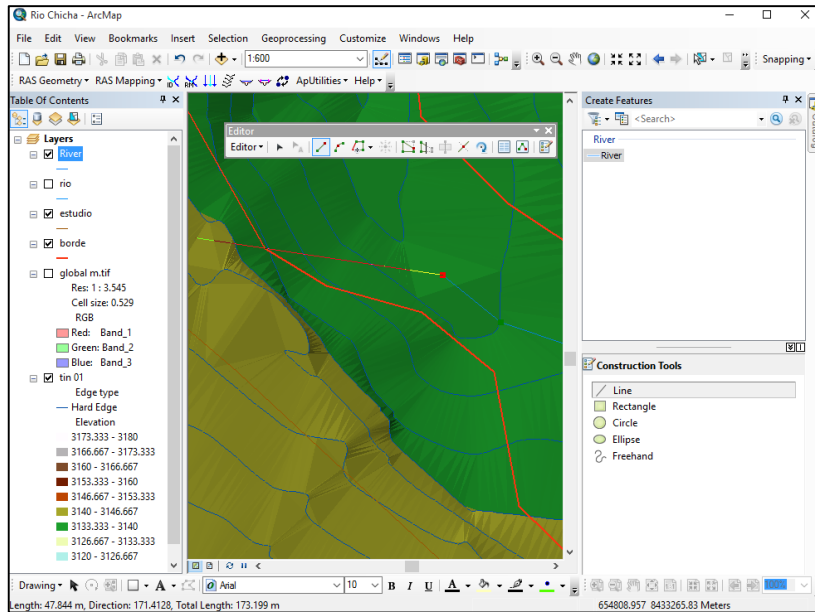 Rio Chicha - ArcMap
File Edit View Bookmarks Insert Selection Geoprocessing Customize Windows Help
1:600
Snapping
RAS Geometry RAS Mapping ApUtilities Help
Table Of Contents
Layers
River
rio
estudio
borde
global m.tif
Res: 1 : 3.545
Cell size: 0.529
RGB
Red: Band_1
Green: Band_2
Blue: Band_3
tin 01
Edge type
Hard Edge
Elevation
3173.333 - 3180
3166.667 - 3173.333
3160 - 3166.667
3153.333 - 3160
3146.667 - 3153.333
3140 - 3146.667
3133.333 - 3140
3126.667 - 3133.333
3120 - 3126.667
Editor
Editor
Create Features
<Search>
River
River
Construction Tools
Line
Rectangle
Circle
Ellipse
Freehand
Drawing A Arial 10 B I U A 100%
Length: 47.844 m, Direction: 171.4128, Total Length: 173.199 m 654808.957 8433265.83 Meters